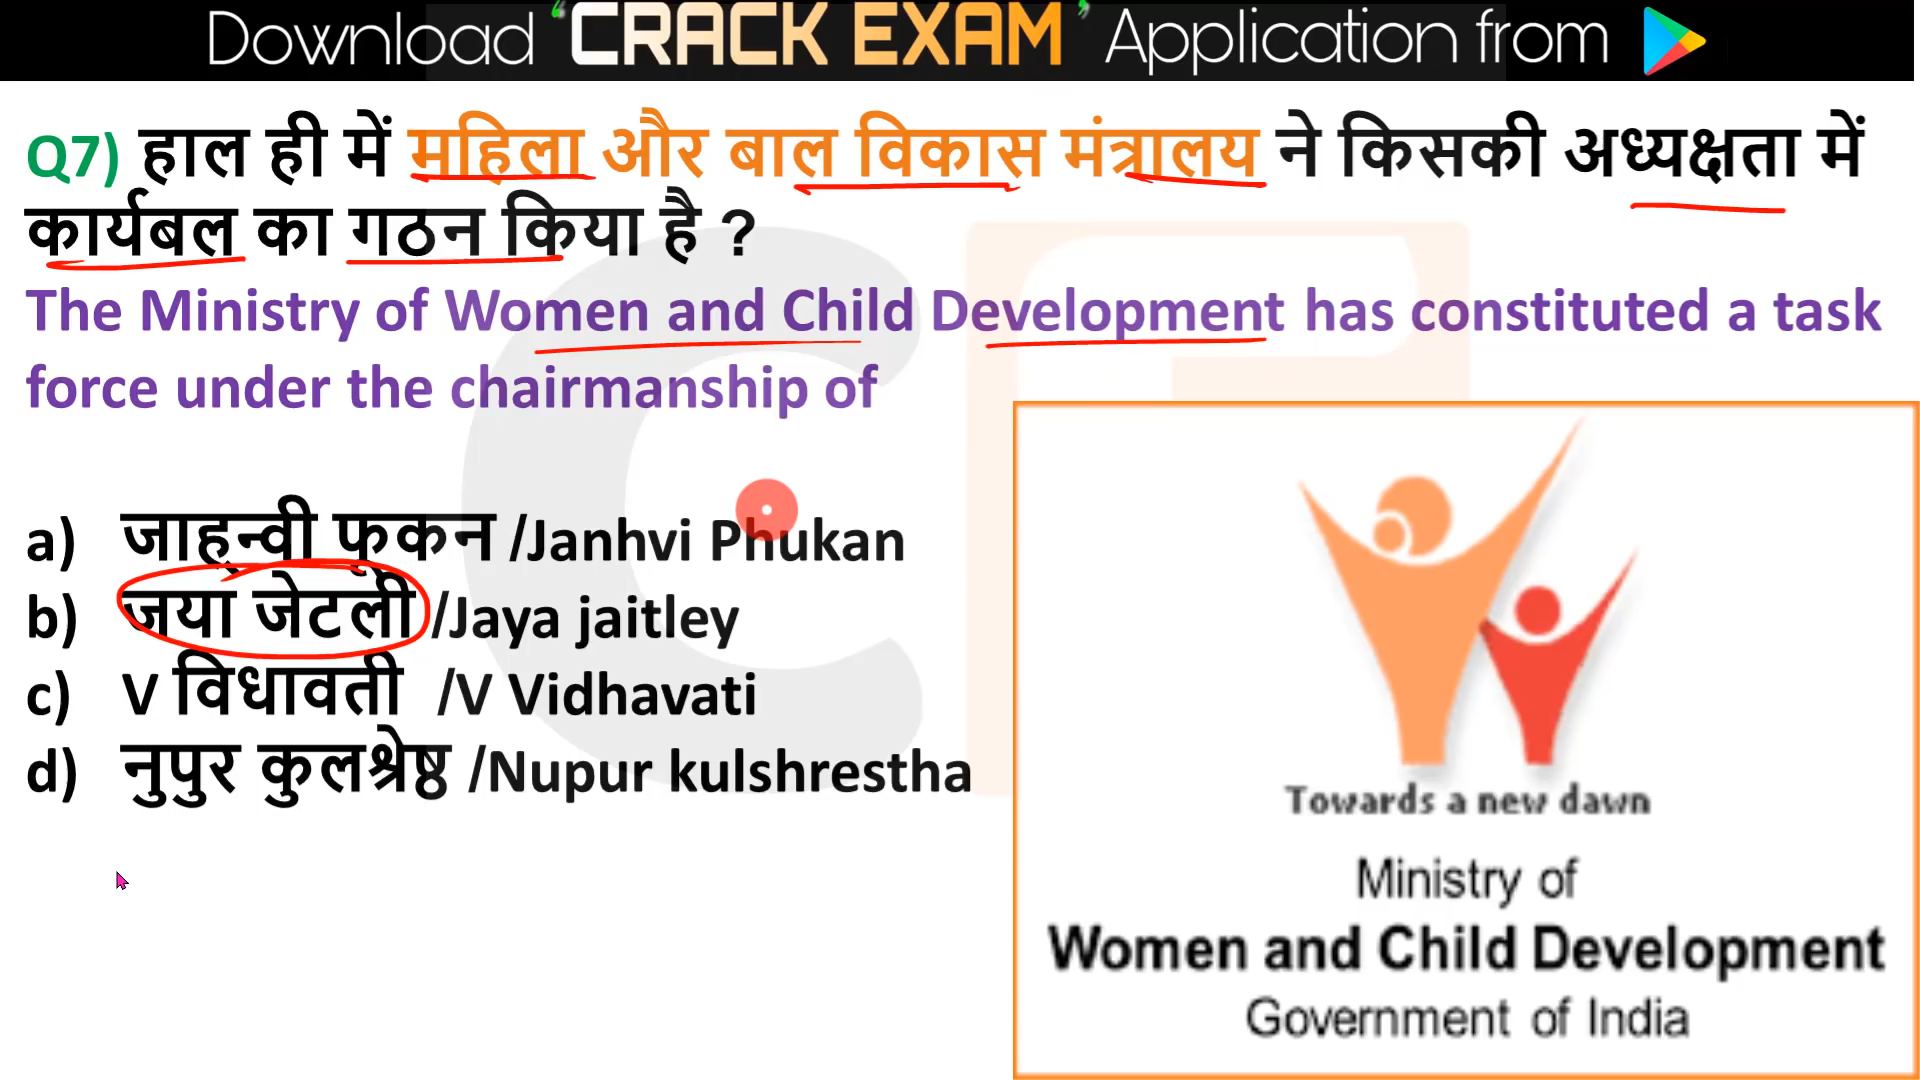 Download ‘CRACK EXAM’ Application from
Q7) हाल ही में महिला और बाल विकास मंत्रालय ने किसकी अध्यक्षता में
कार्यबल का गठन किया है ?
The Ministry of Women and Child Development has constituted a task
force under the chairmanship of
a) जाहन्वी फूकन /Janhvi Phukan
b) जया जेटली /Jaya jaitley
c) V विधावती /V Vidhavati
d) नुपुर कुलश्रेष्ठ /Nupur kulshrestha
Towards a new dawn
Ministry of
Women and Child Development
Government of India